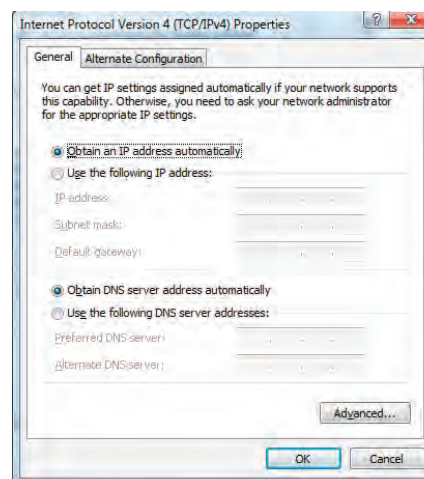 Internet Protocol Version 4 (TCP/IPv4) Properties
General
Alternate Configuration
You can get IP settings assigned automatically if your network supports
this capability. Otherwise, you need to ask your network administrator
for the appropriate IP settings.
Obtain an IP address automatically
Use the following IP address:
IP address:
Subnet mask:
Default gateway:
Obtain DNS server address automatically
Use the following DNS server addresses:
Preferred DNS server:
Alternate DNS server:
Advanced...
OK
Cancel